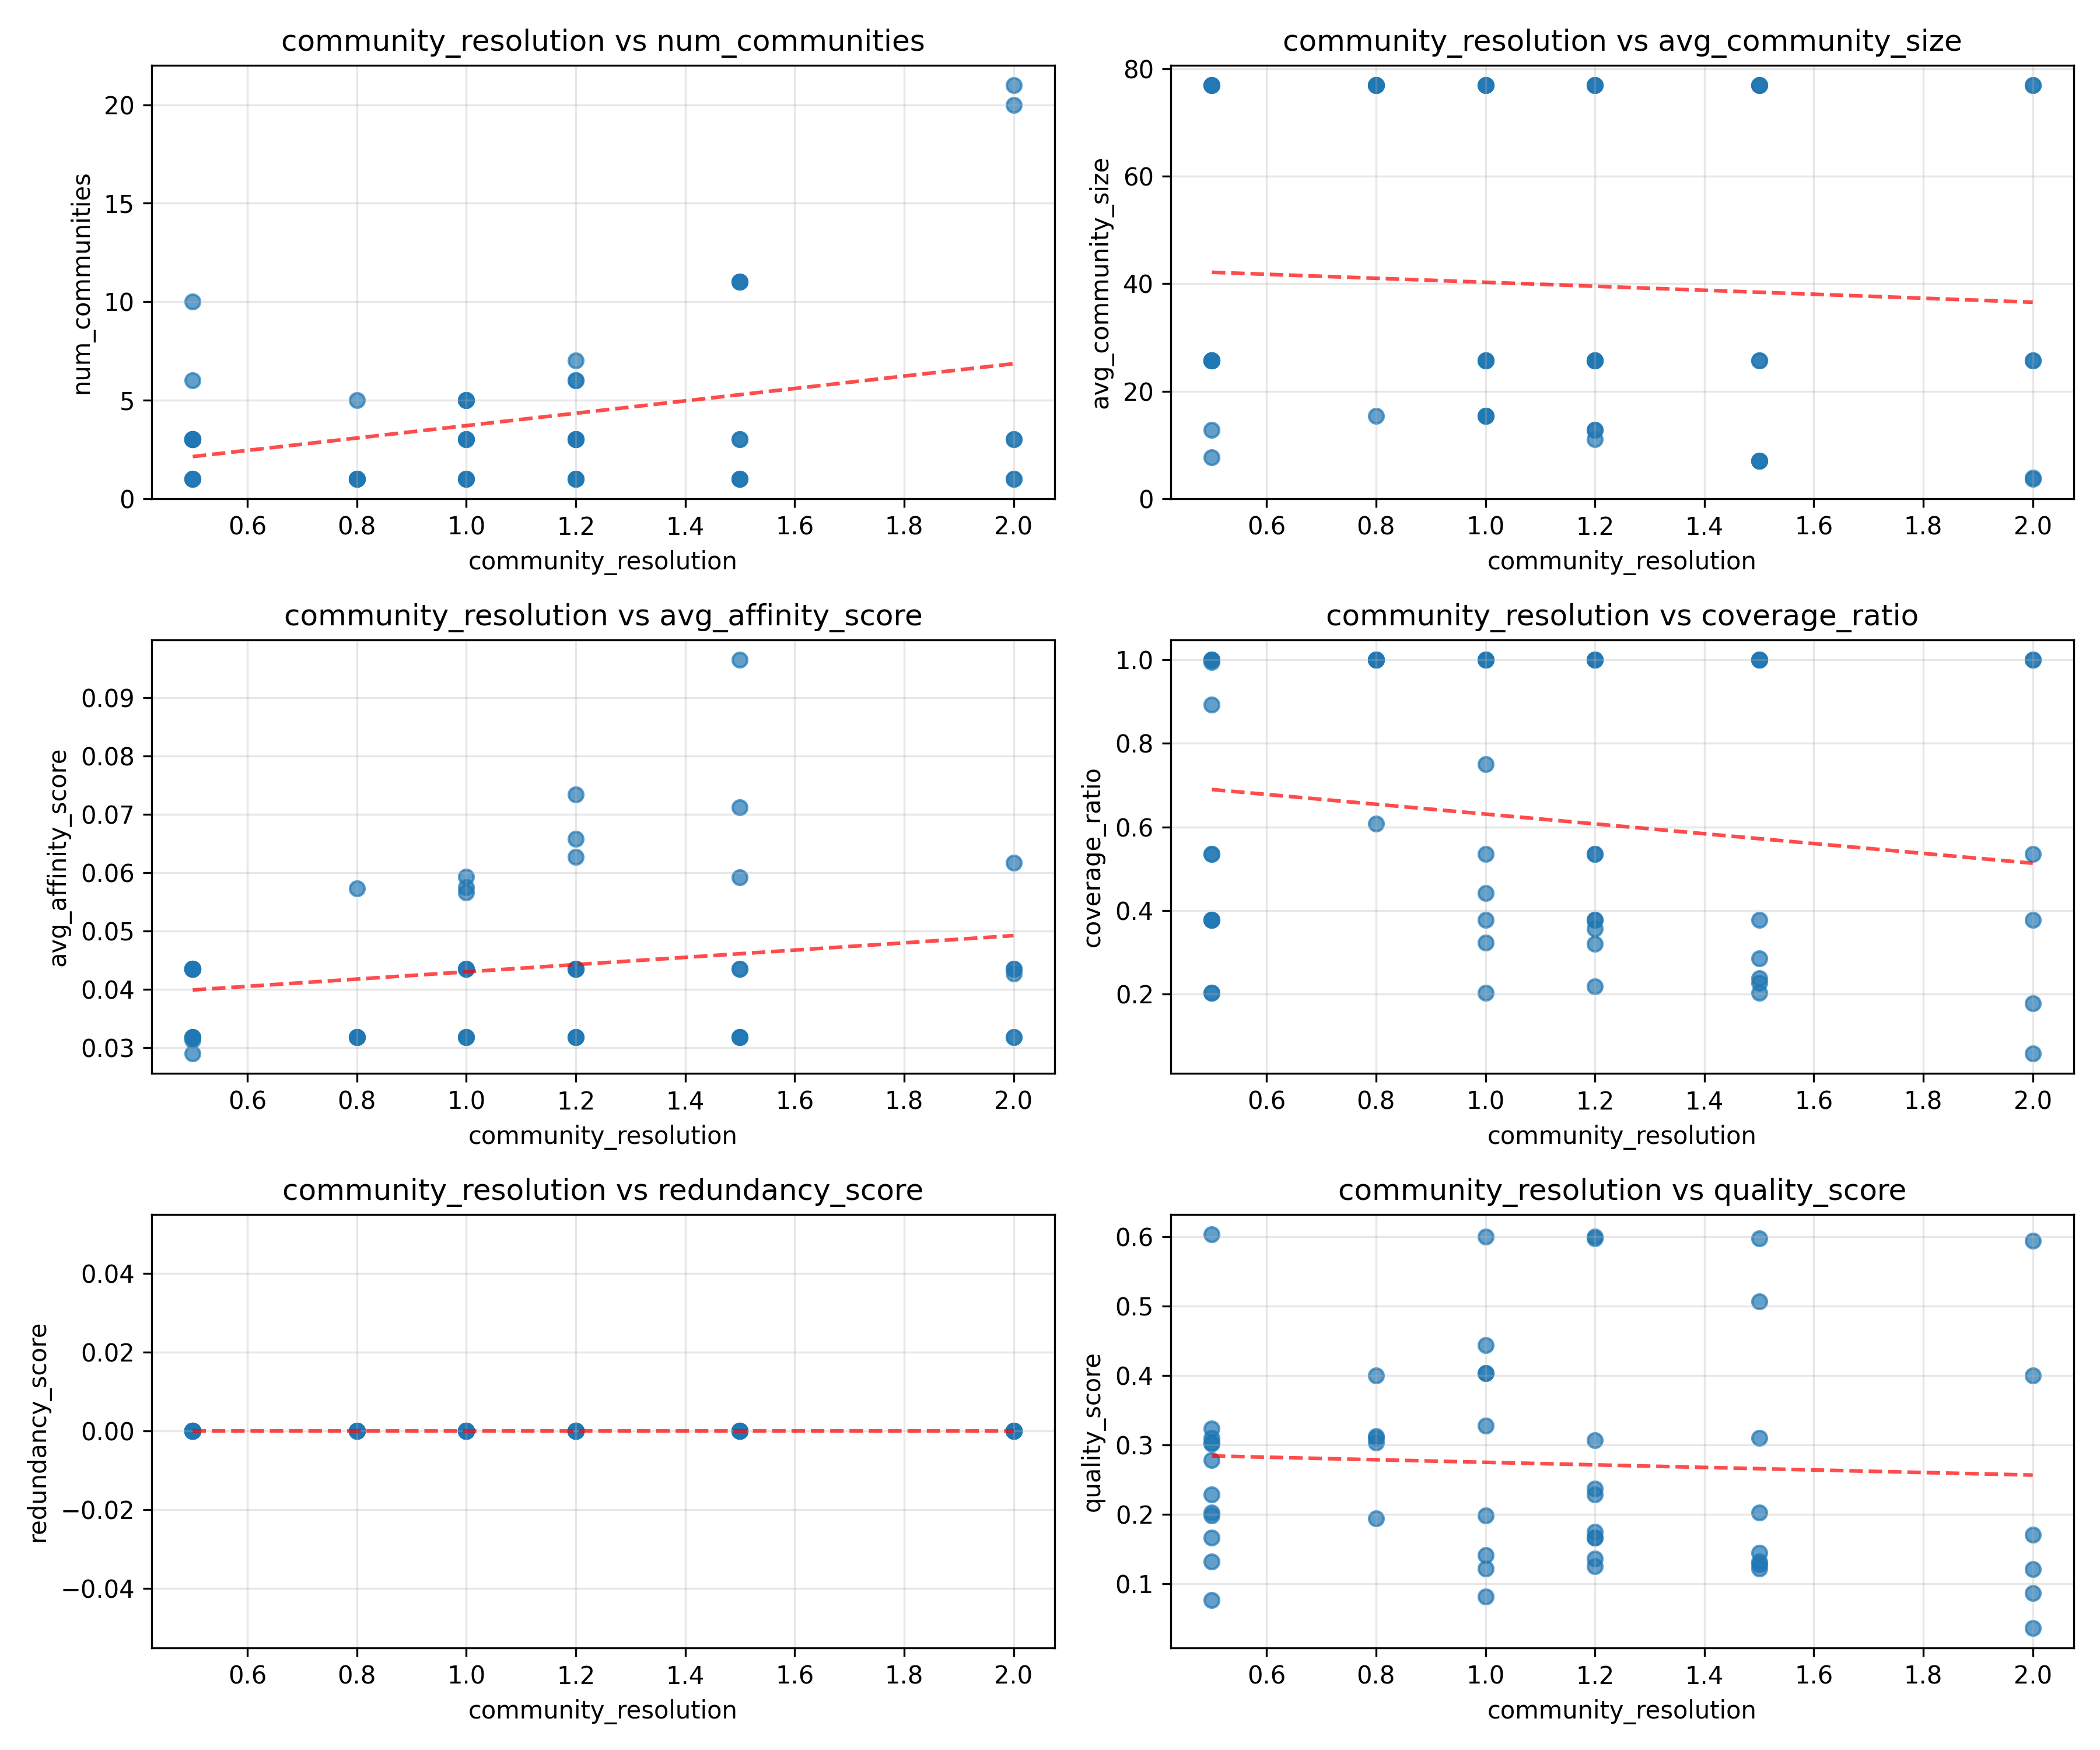 community_resolution vs num_communities
num_communities
20
15
10
5
0
0.6 0.8 1.0 1.2 1.4 1.6 1.8 2.0
community_resolution
community_resolution vs avg_community_size
avg_community_size
80
60
40
20
0
0.6 0.8 1.0 1.2 1.4 1.6 1.8 2.0
community_resolution
community_resolution vs avg_affinity_score
avg_affinity_score
0.09
0.08
0.07
0.06
0.05
0.04
0.03
0.6 0.8 1.0 1.2 1.4 1.6 1.8 2.0
community_resolution
community_resolution vs coverage_ratio
coverage_ratio
1.0
0.8
0.6
0.4
0.2
0.6 0.8 1.0 1.2 1.4 1.6 1.8 2.0
community_resolution
community_resolution vs redundancy_score
redundancy_score
0.04
0.02
0.00
−0.02
−0.04
0.6 0.8 1.0 1.2 1.4 1.6 1.8 2.0
community_resolution
community_resolution vs quality_score
quality_score
0.6
0.5
0.4
0.3
0.2
0.1
0.6 0.8 1.0 1.2 1.4 1.6 1.8 2.0
community_resolution